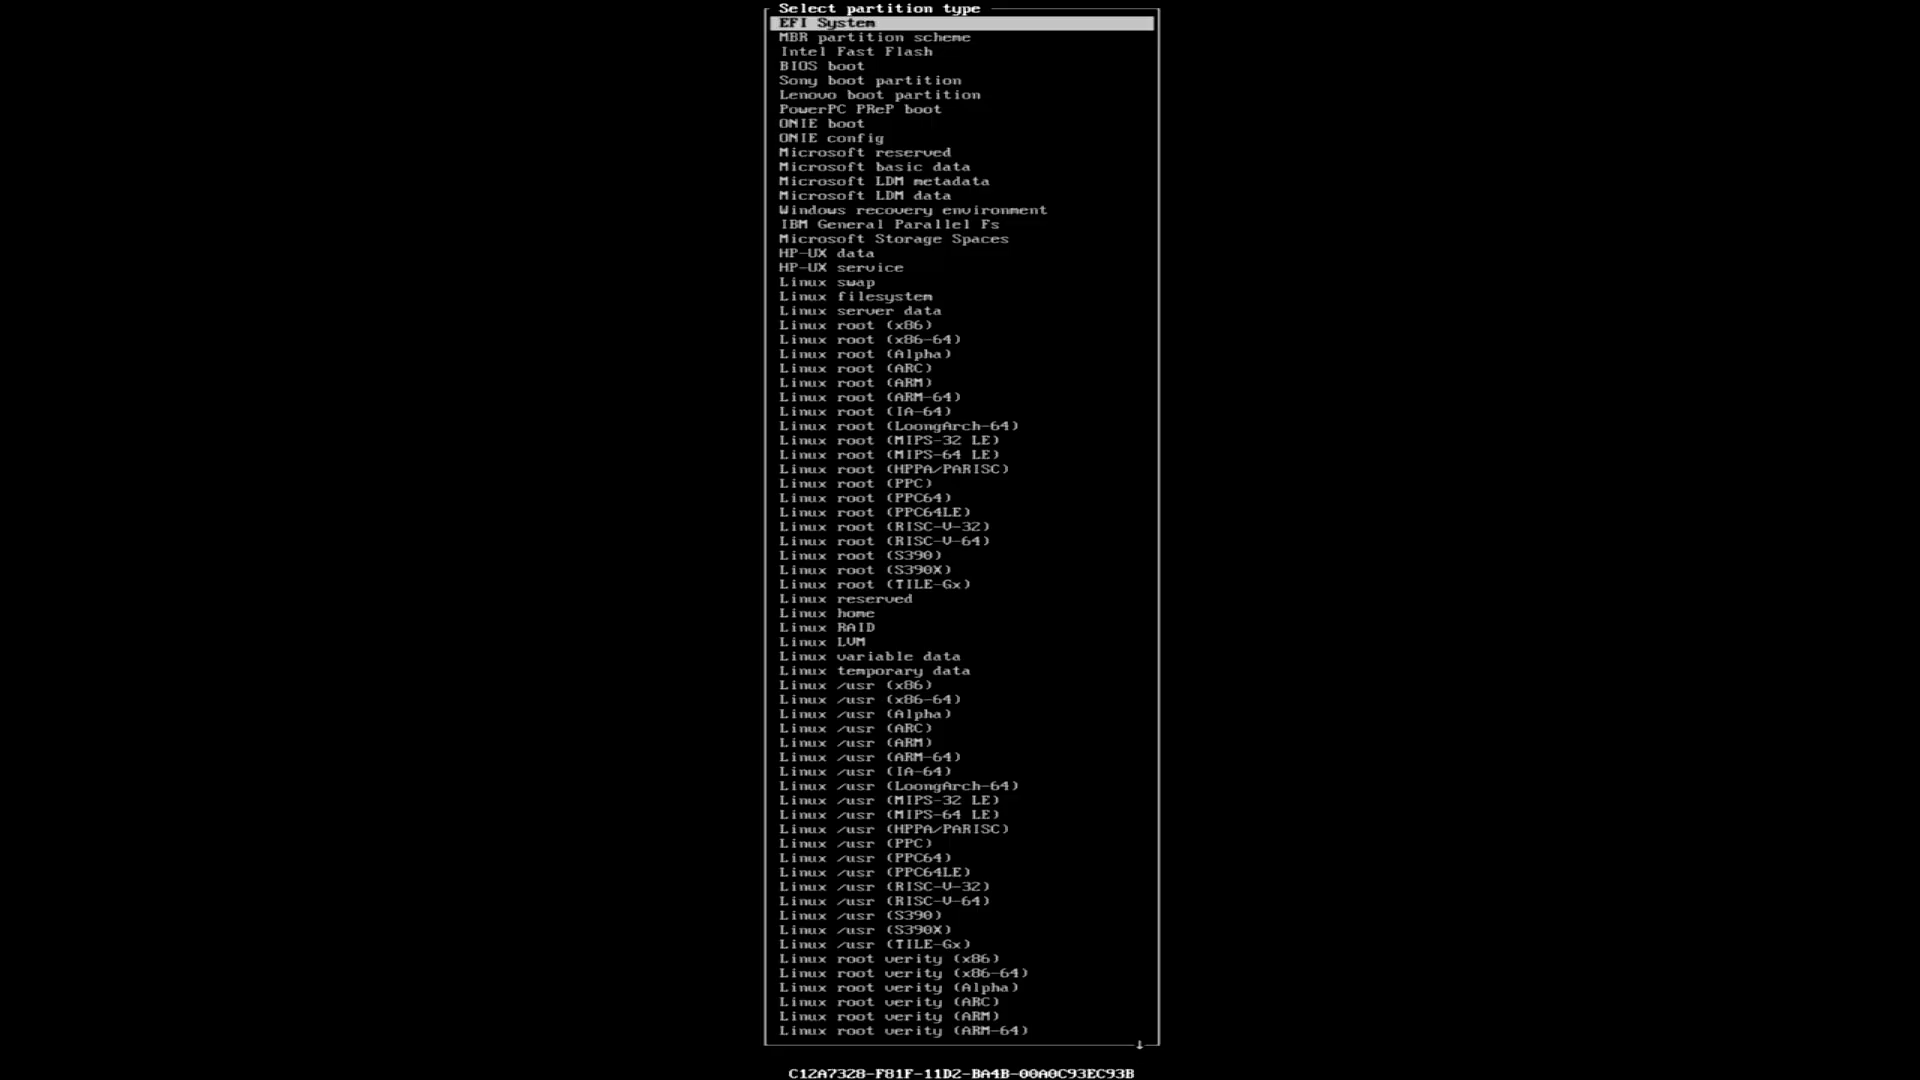 Select partition type
EFI System
MBR partition scheme
Intel Fast Flash
BIOS boot
Sony boot partition
Lenovo boot partition
PowerPC PReP boot
ONIE boot
ONIE config
Microsoft reserved
Microsoft basic data
Microsoft LDM metadata
Microsoft LDM data
Windows recovery environment
IBM General Parallel Fs
Microsoft Storage Spaces
HP-UX data
HP-UX service
Linux swap
Linux filesystem
Linux server data
Linux root (x86)
Linux root (x86-64)
Linux root (Alpha)
Linux root (ARC)
Linux root (ARM)
Linux root (ARM-64)
Linux root (IA-64)
Linux root (LoongArch-64)
Linux root (MIPS-32 LE)
Linux root (MIPS-64 LE)
Linux root (HPPA/PARISC)
Linux root (PPC)
Linux root (PPC64)
Linux root (PPC64LE)
Linux root (RISC-V-32)
Linux root (RISC-V-64)
Linux root (S390)
Linux root (S390X)
Linux root (TILE-Gx)
Linux reserved
Linux home
Linux RAID
Linux LVM
Linux variable data
Linux temporary data
Linux /usr (x86)
Linux /usr (x86-64)
Linux /usr (Alpha)
Linux /usr (ARC)
Linux /usr (ARM)
Linux /usr (ARM-64)
Linux /usr (IA-64)
Linux /usr (LoongArch-64)
Linux /usr (MIPS-32 LE)
Linux /usr (MIPS-64 LE)
Linux /usr (HPPA/PARISC)
Linux /usr (PPC)
Linux /usr (PPC64)
Linux /usr (PPC64LE)
Linux /usr (RISC-V-32)
Linux /usr (RISC-V-64)
Linux /usr (S390)
Linux /usr (S390X)
Linux /usr (TILE-Gx)
Linux root verity (x86)
Linux root verity (x86-64)
Linux root verity (Alpha)
Linux root verity (ARC)
Linux root verity (ARM)
Linux root verity (ARM-64)
C12A7328-F81F-11D2-BA4B-00A0C93EC93B